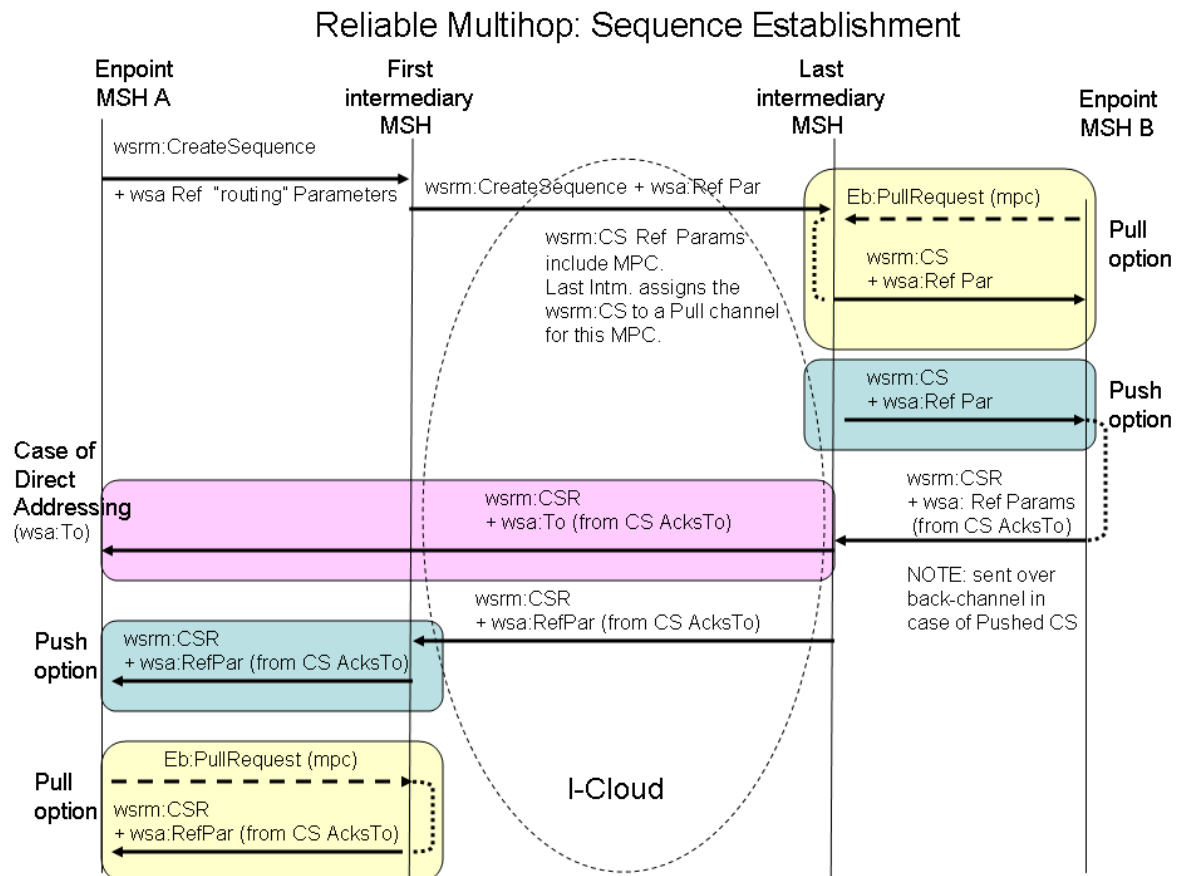 Reliable Multihop: Sequence Establishment
Enpoint
MSH A
First
intermediary
MSH
Last
intermediary
MSH
Enpoint
MSH B
wsrm:CreateSequence
+ wsa Ref "routing" Parameters
wsrm:CreateSequence + wsa:Ref Par
wsrm:CS Ref Params
include MPC.
Last Intm. assigns the
wsrm:CS to a Pull channel
for this MPC.
Eb:PullRequest (mpc)
wsrm:CS
+ wsa:Ref Par
Pull
option
wsrm:CS
+ wsa:Ref Par
Push
option
Case of
Direct
Addressing
(wsa:To)
wsrm:CSR
+ wsa:To (from CS AcksTo)
wsrm:CSR
+ wsa: Ref Params
(from CS AcksTo)
NOTE: sent over
back-channel in
case of Pushed CS
wsrm:CSR
+ wsa:RefPar (from CS AcksTo)
Push
option
wsrm:CSR
+ wsa:RefPar (from CS AcksTo)
Pull
option
Eb:PullRequest (mpc)
wsrm:CSR
+ wsa:RefPar (from CS AcksTo)
I-Cloud